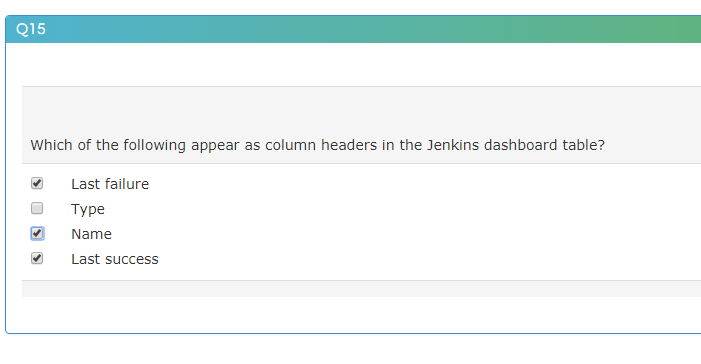 Q15
Which of the following appear as column headers in the Jenkins dashboard table?
Last failure
Type
Name
Last success